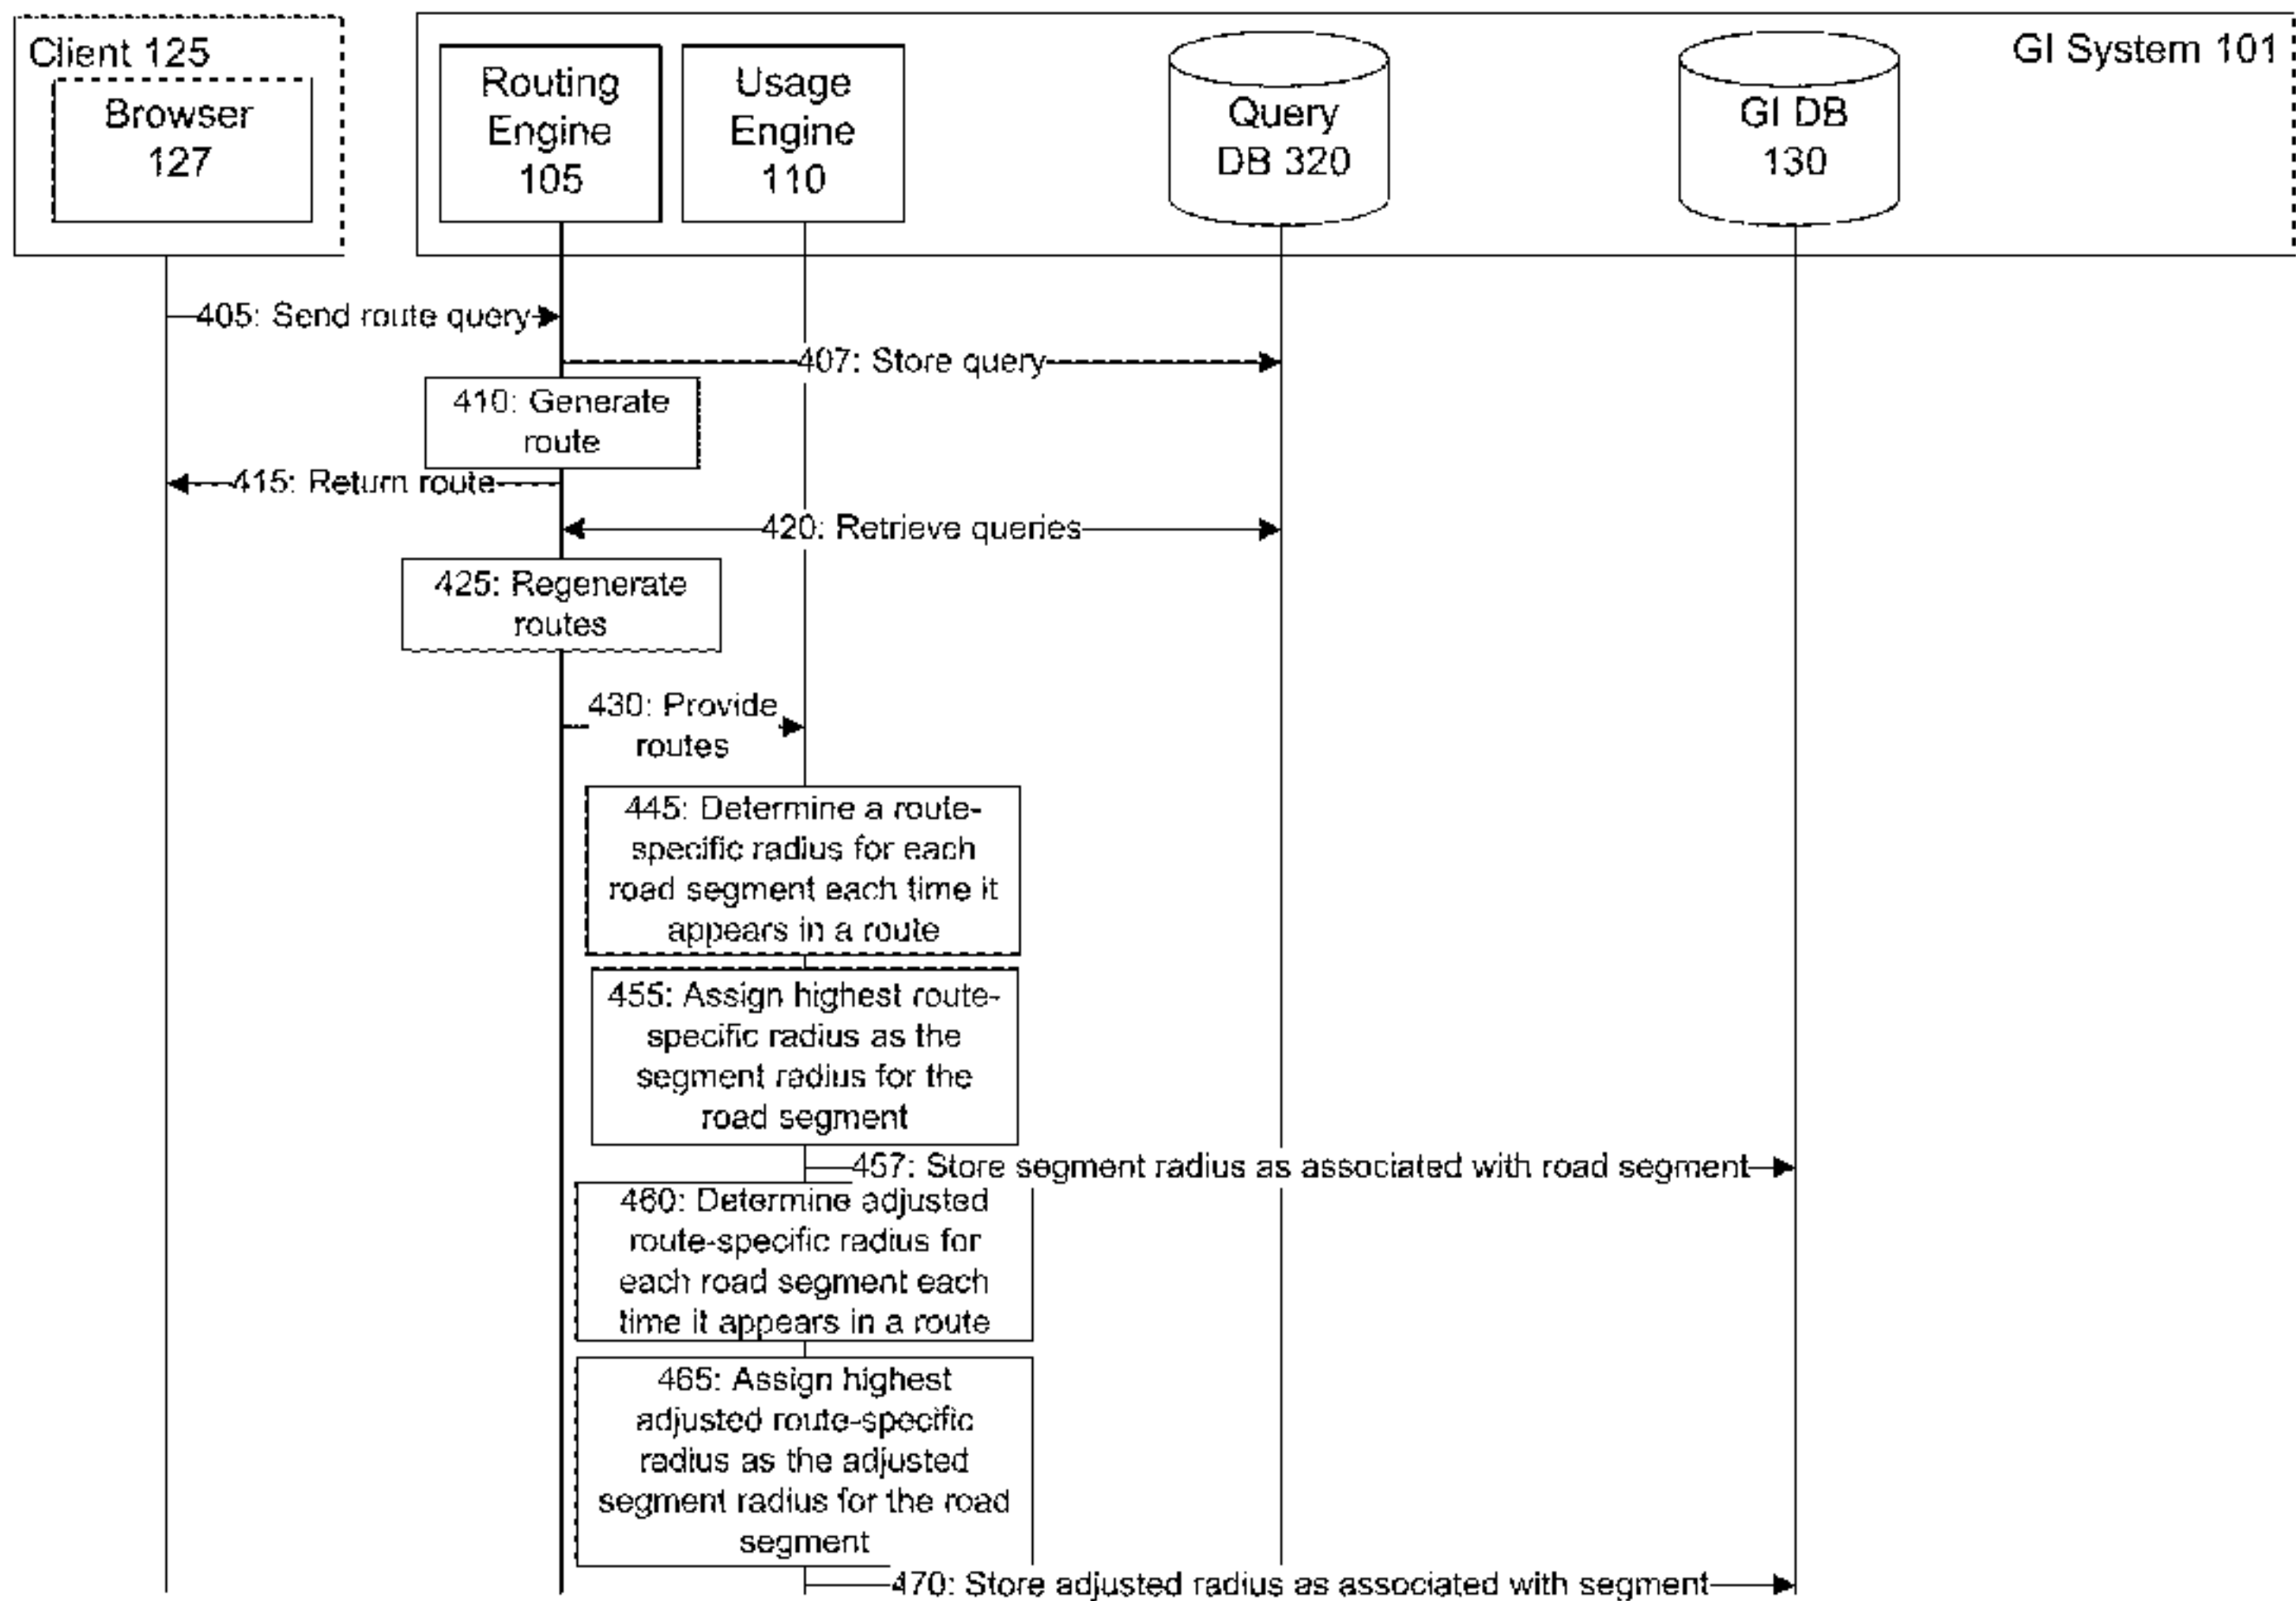 Client 125
Browser
127
Routing
Engine
105
Usage
Engine
110
Query
DB 320
GI DB
130
GI System 101
405: Send route query
407: Store query
410: Generate
route
415: Return route
420: Retrieve queries
425: Regenerate
routes
430: Provide
routes
445: Determine a route-
specific radius for each
road segment each time it
appears in a route
455: Assign highest route-
specific radius as the
segment radius for the
road segment
457: Store segment radius as associated with road segment
460: Determine adjusted
route-specific radius for
each road segment each
time it appears in a route
465: Assign highest
adjusted route-specific
radius as the adjusted
segment radius for the road
segment
470: Store adjusted radius as associated with segment